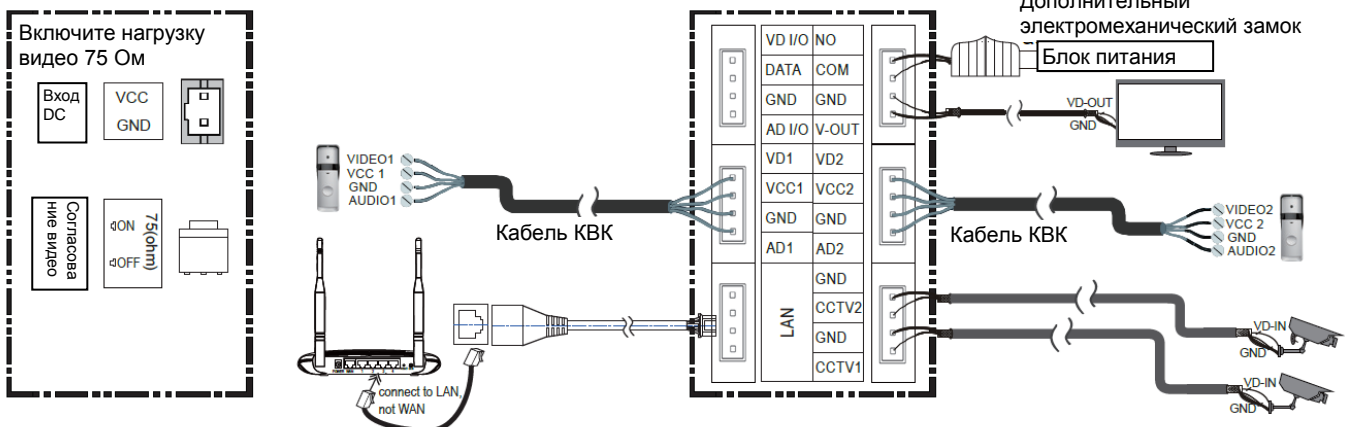 Включите нагрузку
видео 75 Ом
Вход
DC
VCC
GND
Согласова
ние видео
ON
OFF
75(ohm)
VIDEO1
VCC 1
GND
AUDIO1
Кабель КВК
connect to LAN,
not WAN
VD I/O NO
DATA COM
GND GND
AD I/O V-OUT
VD1 VD2
VCC1 VCC2
GND GND
AD1 AD2
LAN
GND
CCTV2
GND
CCTV1
Дополнительный
электромеханический замок
Блок питания
VD-OUT
GND
Кабель КВК
VIDEO2
VCC 2
GND
AUDIO2
VD-IN
GND
VD-IN
GND